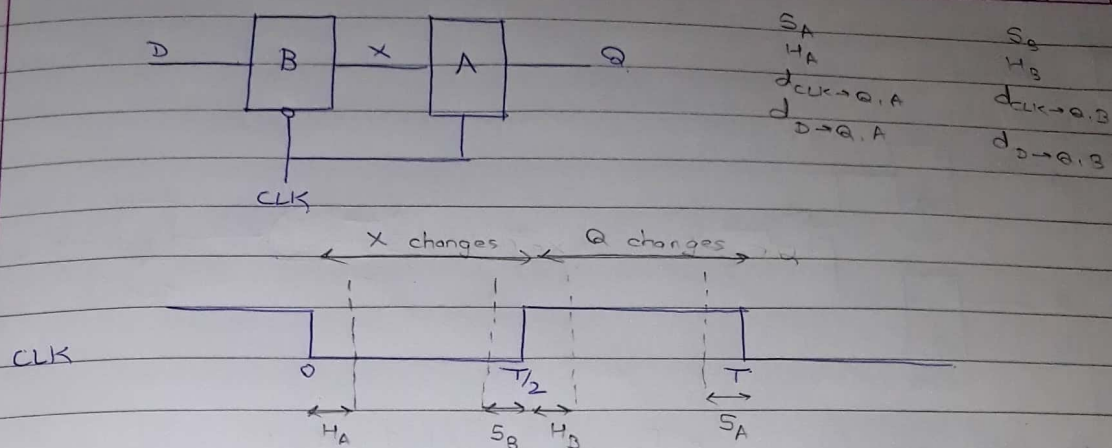 D B X A Q
CLK
S_A S_B
H_A H_B
d_CLK→Q,A d_CLK→Q,B
d_D→Q,A d_D→Q,B
X changes Q changes
CLK
0 T/2 T
H_A S_B H_B S_A